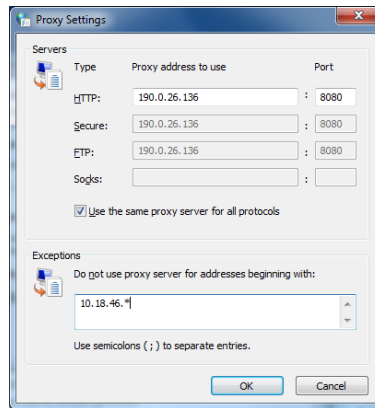 Proxy Settings
Servers
Type Proxy address to use Port
HTTP: 190.0.26.136 : 8080
Secure: 190.0.26.136 : 8080
FTP: 190.0.26.136 : 8080
Socks: :
Use the same proxy server for all protocols
Exceptions
Do not use proxy server for addresses beginning with:
10.18.46.*
Use semicolons ( ; ) to separate entries.
OK Cancel